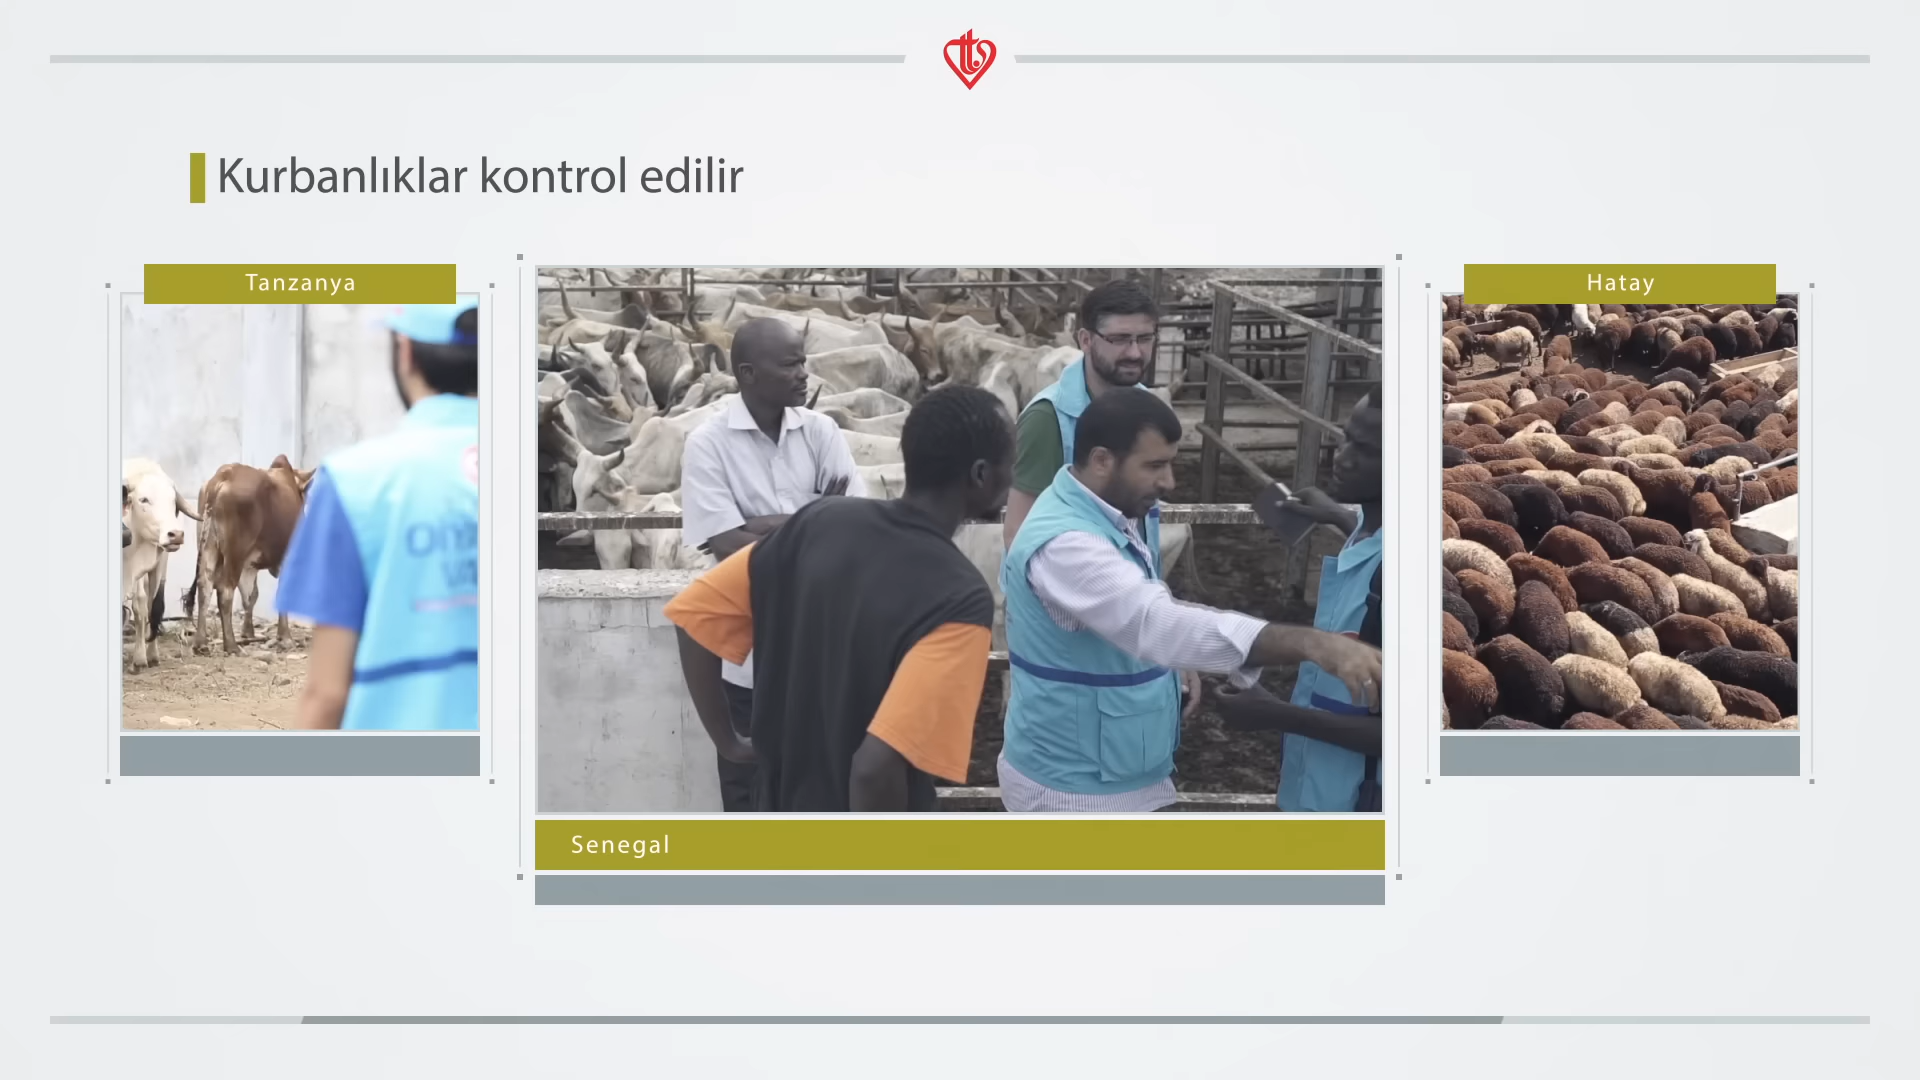 Kurbanlıklar kontrol edilir
Tanzanya
Senegal
Hatay